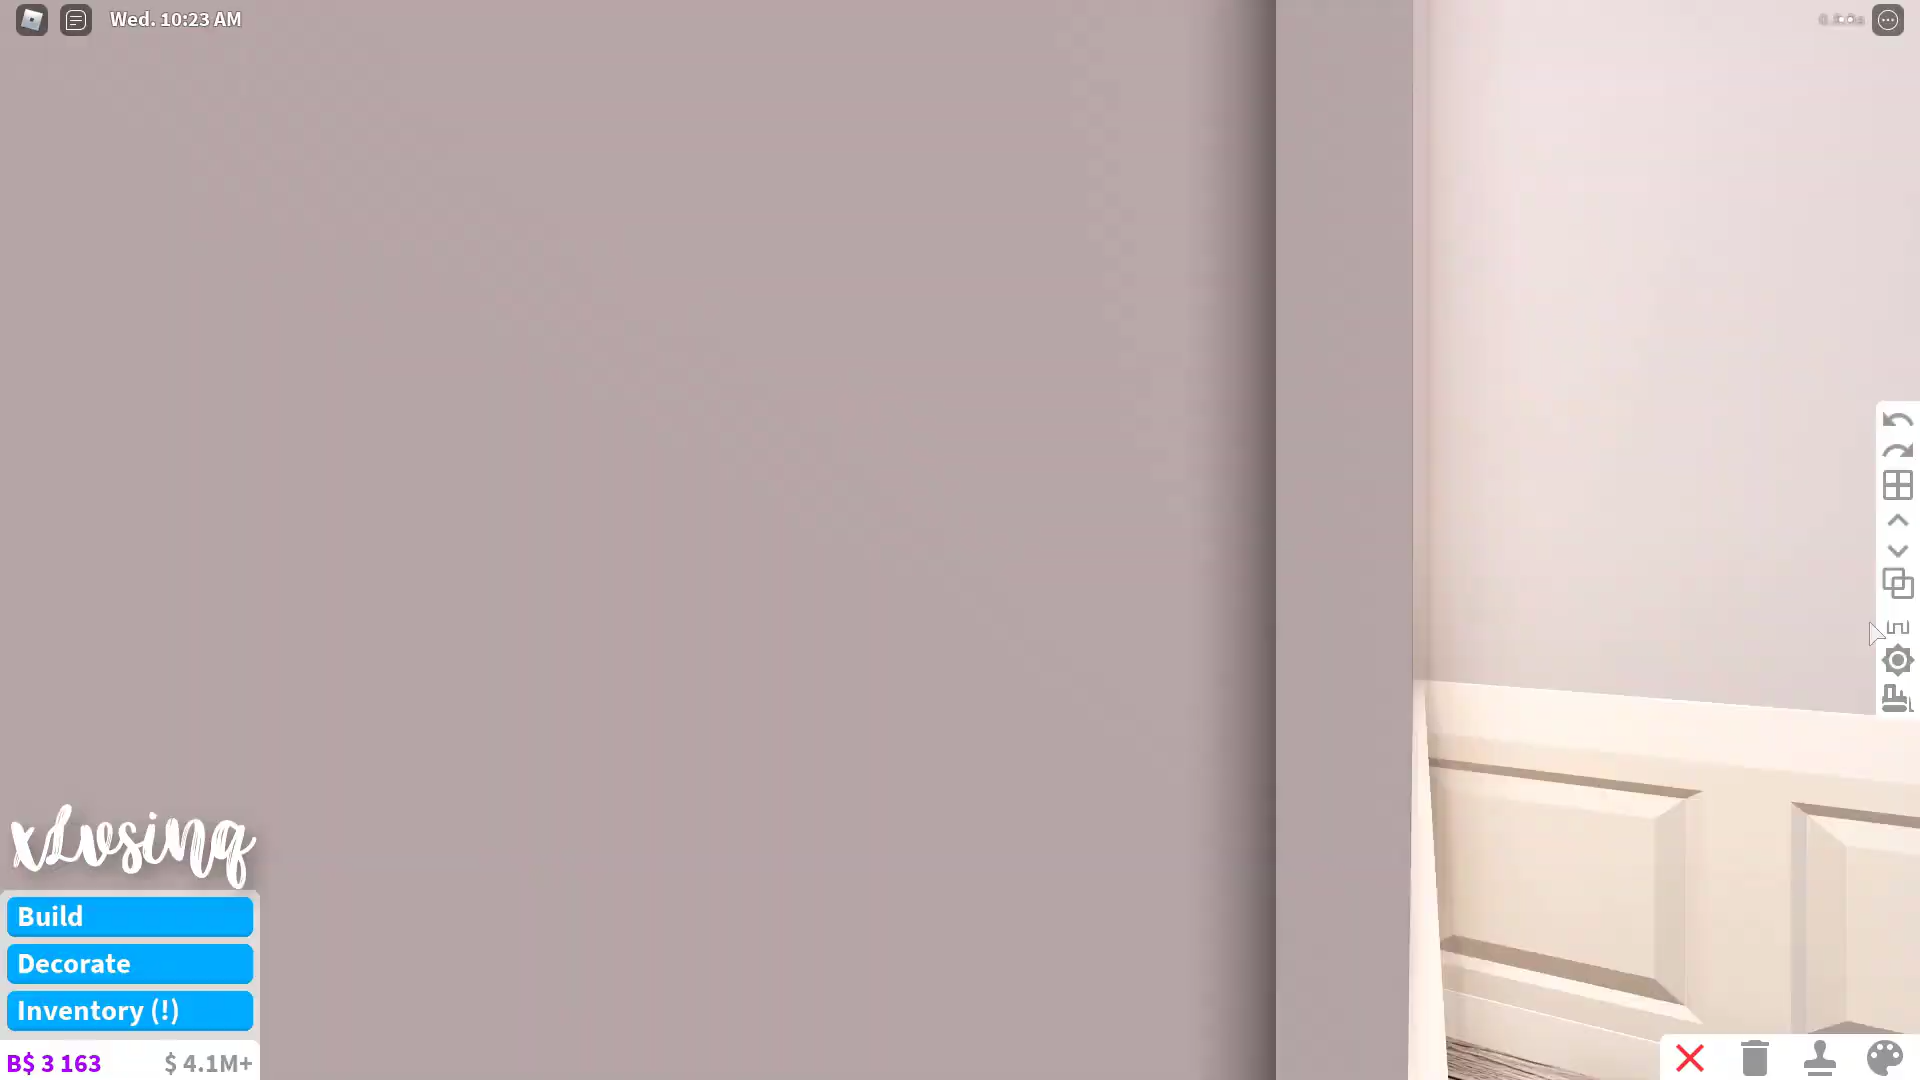 Wed. 10:23 AM
xLvsinq
Build
Decorate
Inventory (!)
B$ 3 163
$ 4.1M+